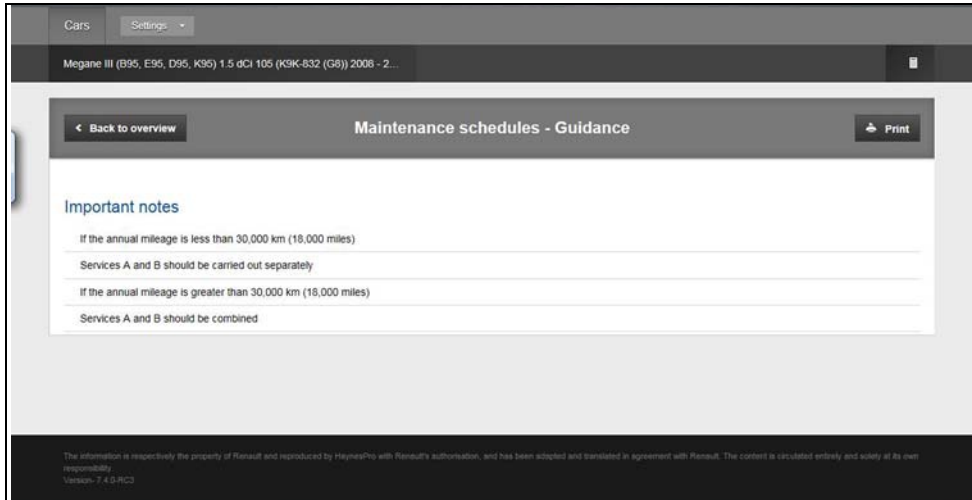 Cars Settings
Megane III (B95, E95, D95, K95) 1.5 dCi 105 (K9K-832 (G8)) 2008 - 2...
Back to overview Maintenance schedules - Guidance Print
Important notes
If the annual mileage is less than 30,000 km (18,000 miles)
Services A and B should be carried out separately
If the annual mileage is greater than 30,000 km (18,000 miles)
Services A and B should be combined
The information is respectively the property of Renault and reproduced by HaynesPro with Renault's authorisation, and has been adapted and translated in agreement with Renault. The content is circulated entirely and solely at its own
responsibility
Version- 7.4.0-RC3